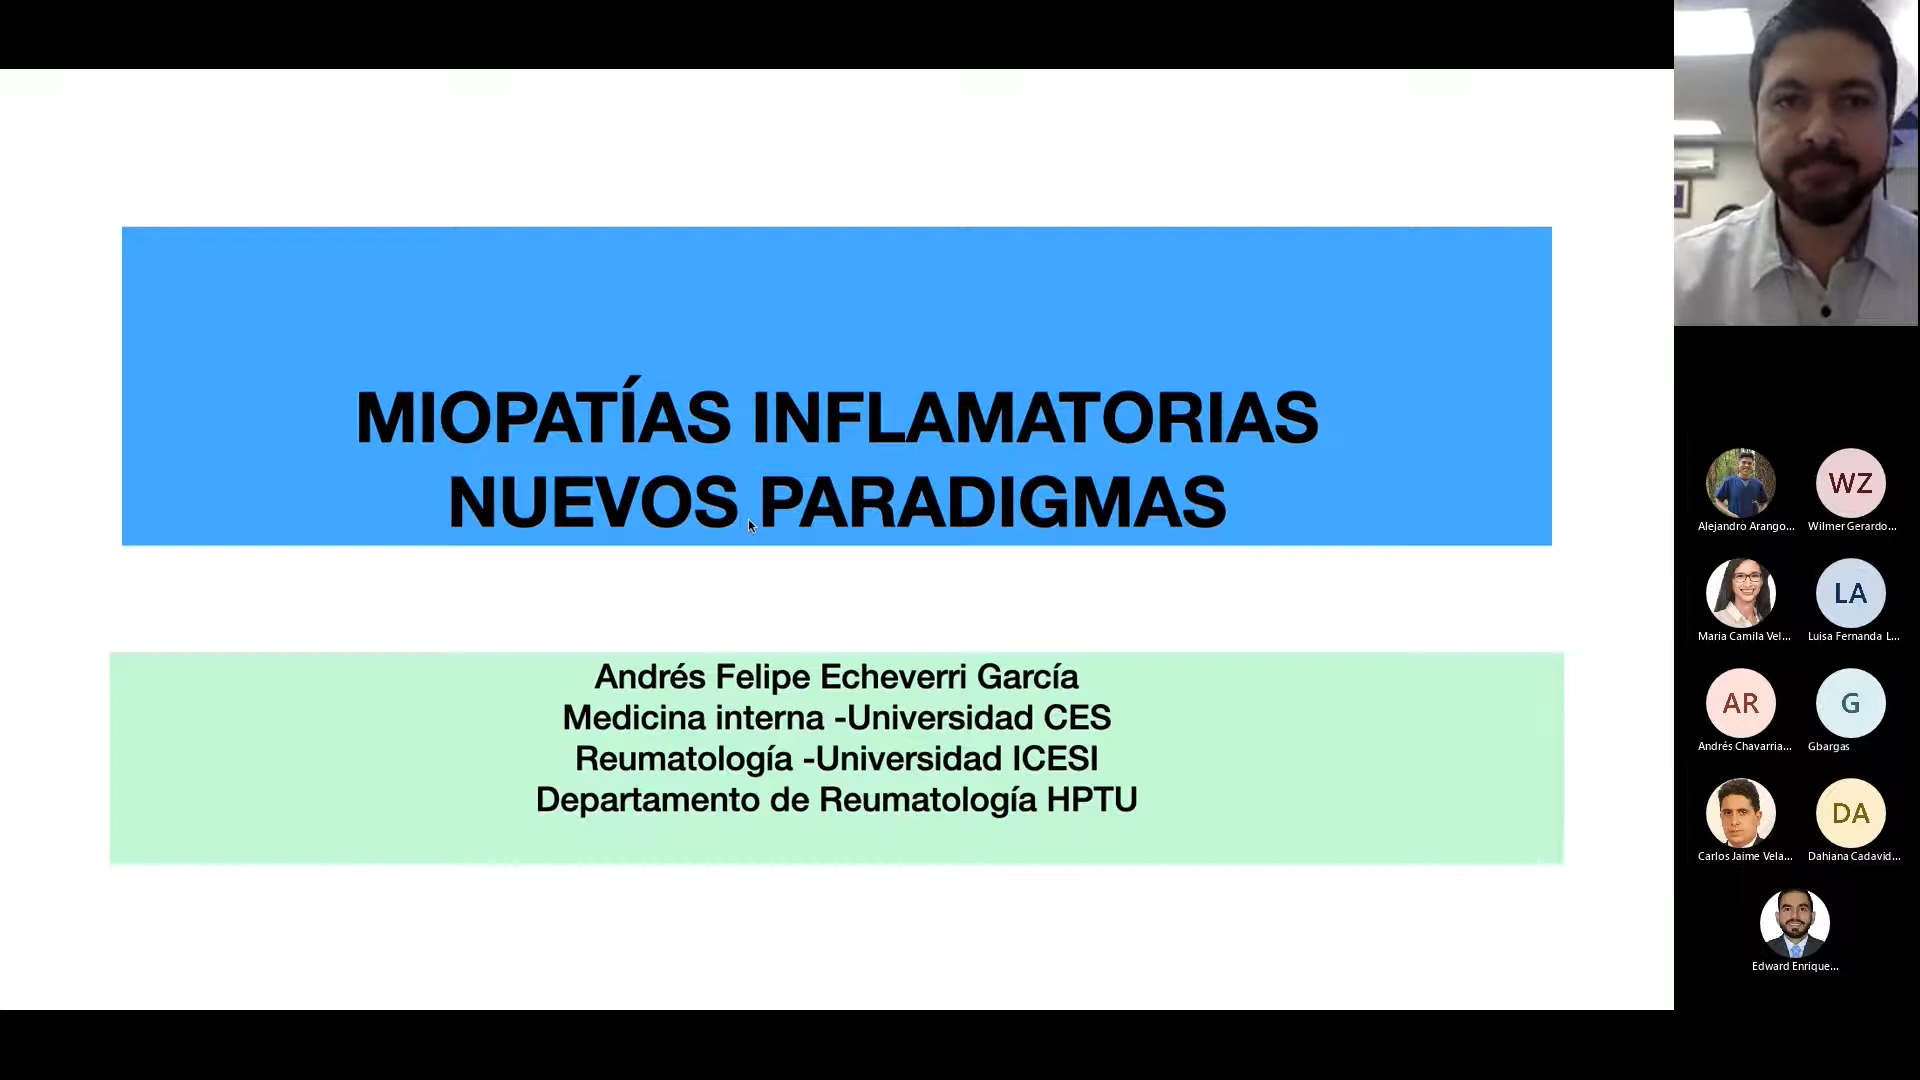 MIOPATÍAS INFLAMATORIAS
NUEVOS PARADIGMAS
Andrés Felipe Echeverri García
Medicina interna -Universidad CES
Reumatología -Universidad ICESI
Departamento de Reumatología HPTU
WZ
Alejandro Arango...
Wilmer Gerardo...
LA
Maria Camila Vel...
Luisa Fernanda L...
AR
G
Andrés Chavarria...
Gbargas
DA
Carlos Jaime Vela...
Dahiana Cadavid...
Edward Enrique...